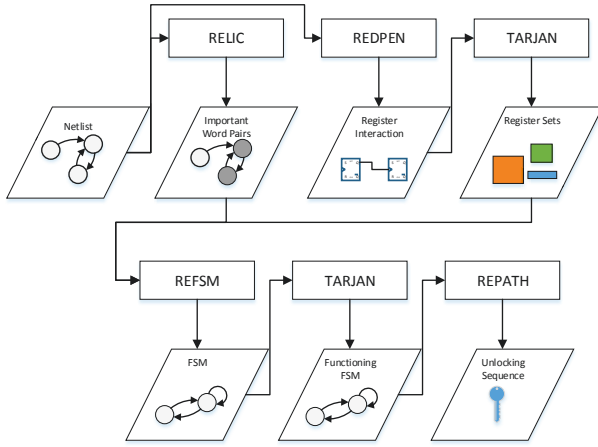 RELIC
REDPEN
TARJAN
Netlist
Important
Word Pairs
Register
Interaction
Register Sets
REFSM
TARJAN
REPATH
FSM
Functioning
FSM
Unlocking
Sequence